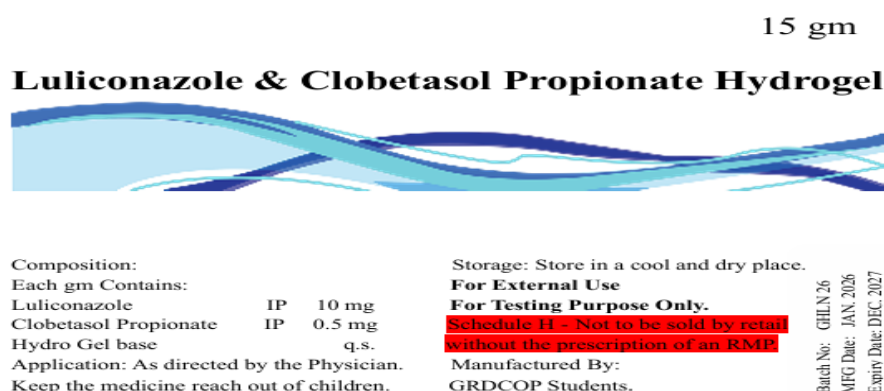 15 gm
Luliconazole & Clobetasol Propionate Hydrogel
Composition:
Each gm Contains:
Luliconazole IP 10 mg
Clobetasol Propionate IP 0.5 mg
Hydro Gel base q.s.
Application: As directed by the Physician.
Keep the medicine reach out of children.
Storage: Store in a cool and dry place.
For External Use
For Testing Purpose Only.
Schedule H - Not to be sold by retail
without the prescription of an RMP.
Manufactured By:
GRDCOP Students.
Batch No: GHLN 26
MFG Date: JAN. 2026
Expiry Date: DEC. 2027